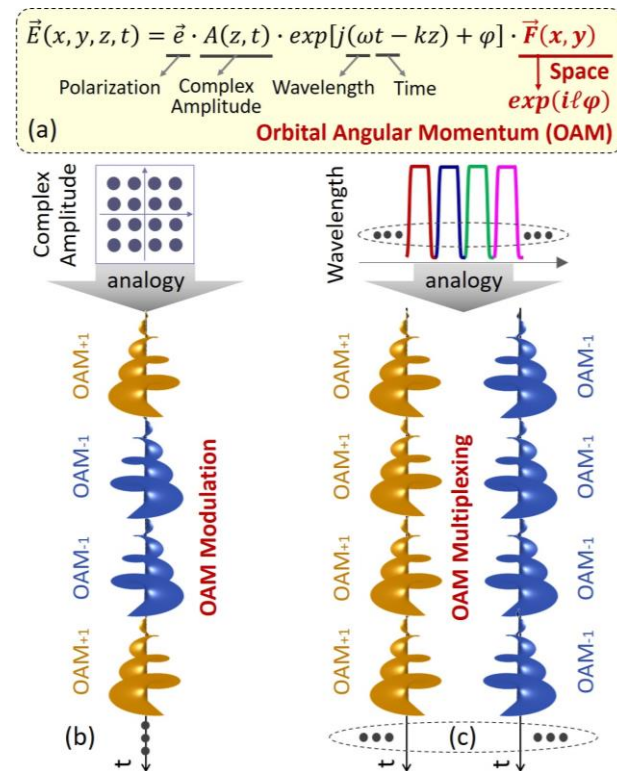 E⃗(x, y, z, t) = e⃗ · A(z, t) · exp[j(ωt − kz) + φ] · F⃗(x, y)
Polarization Complex Amplitude Wavelength Time Space
exp(iℓφ)
(a) Orbital Angular Momentum (OAM)
Complex Amplitude
analogy
Wavelength
analogy
OAM+1
OAM-1
OAM-1
OAM+1
OAM Modulation
(b)
t
OAM+1
OAM+1
OAM+1
OAM+1
OAM Multiplexing
OAM-1
OAM-1
OAM-1
OAM-1
t
(c)
t